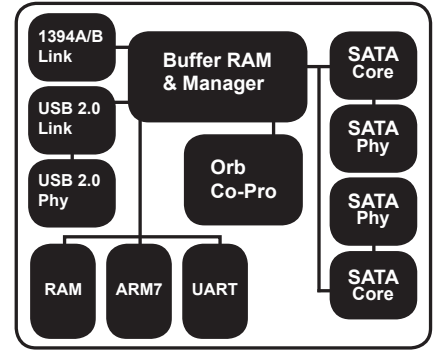 1394A/B
Link
Buffer RAM
& Manager
SATA
Core
USB 2.0
Link
SATA
Phy
USB 2.0
Phy
Orb
Co-Pro
SATA
Phy
RAM
ARM7
UART
SATA
Core